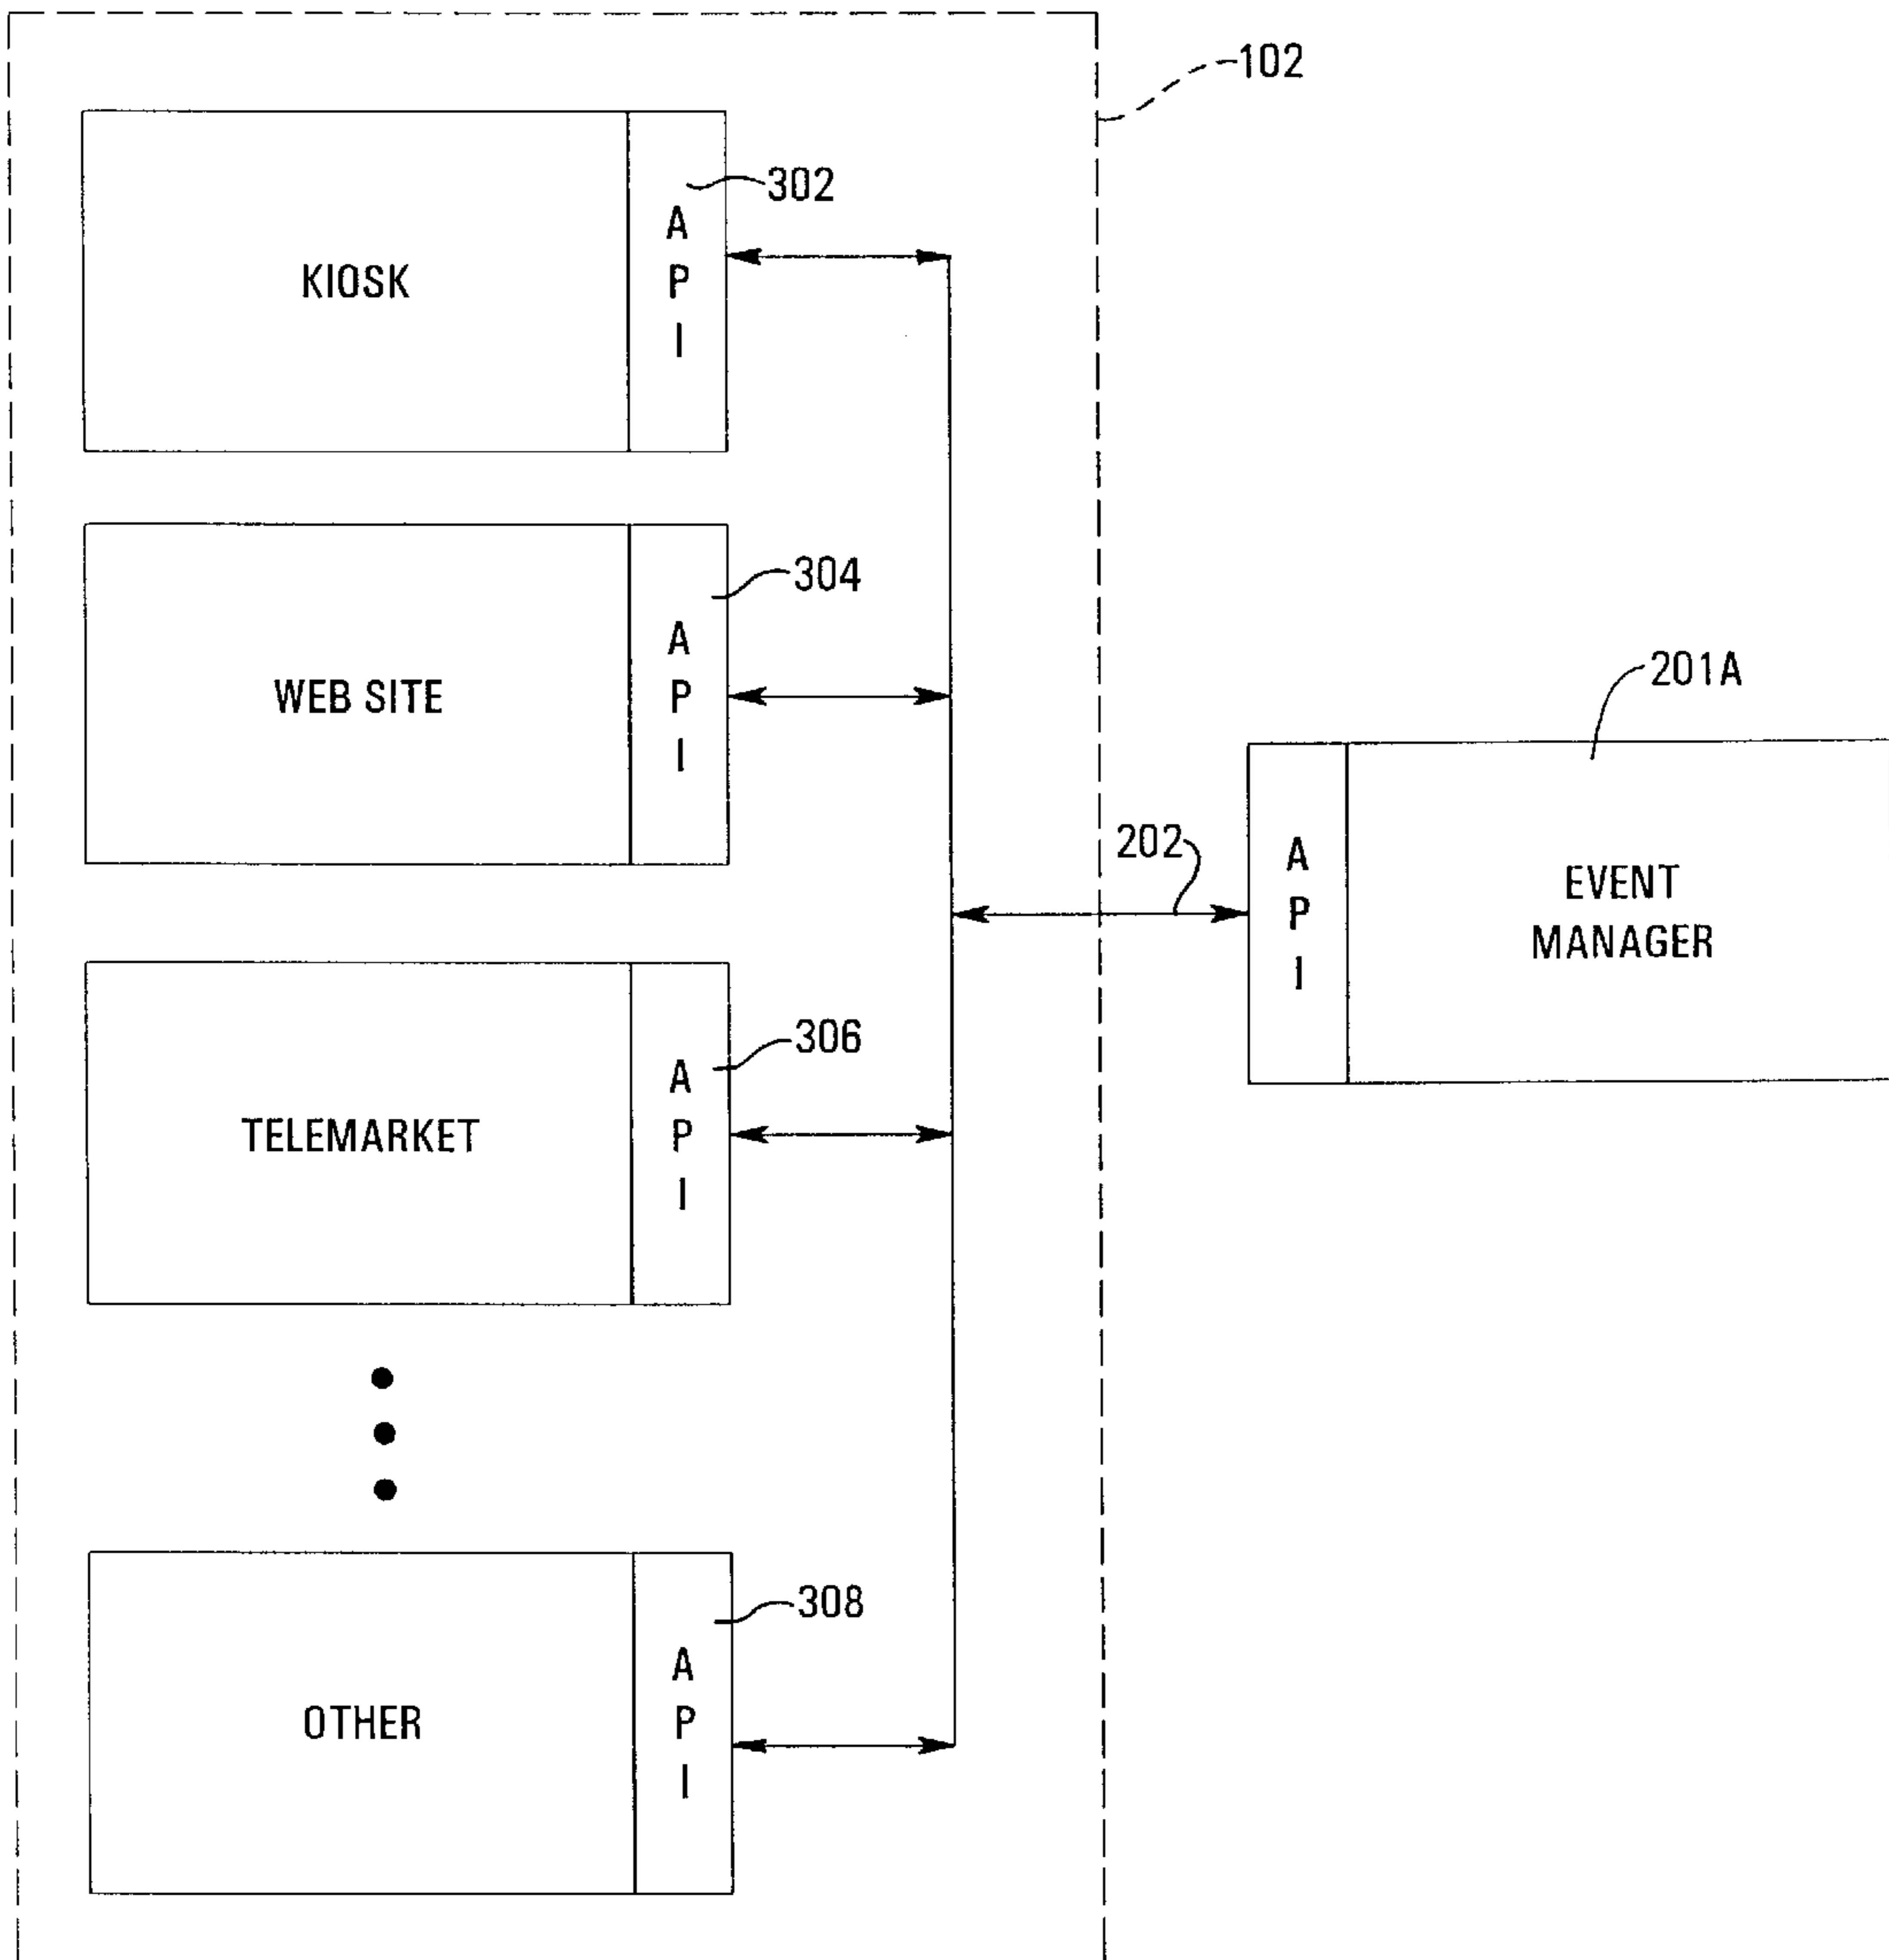 102
302
KIOSK
A
P
I
304
WEB SITE
A
P
I
201A
202
EVENT
MANAGER
A
P
I
306
TELEMARKET
A
P
I
308
OTHER
A
P
I